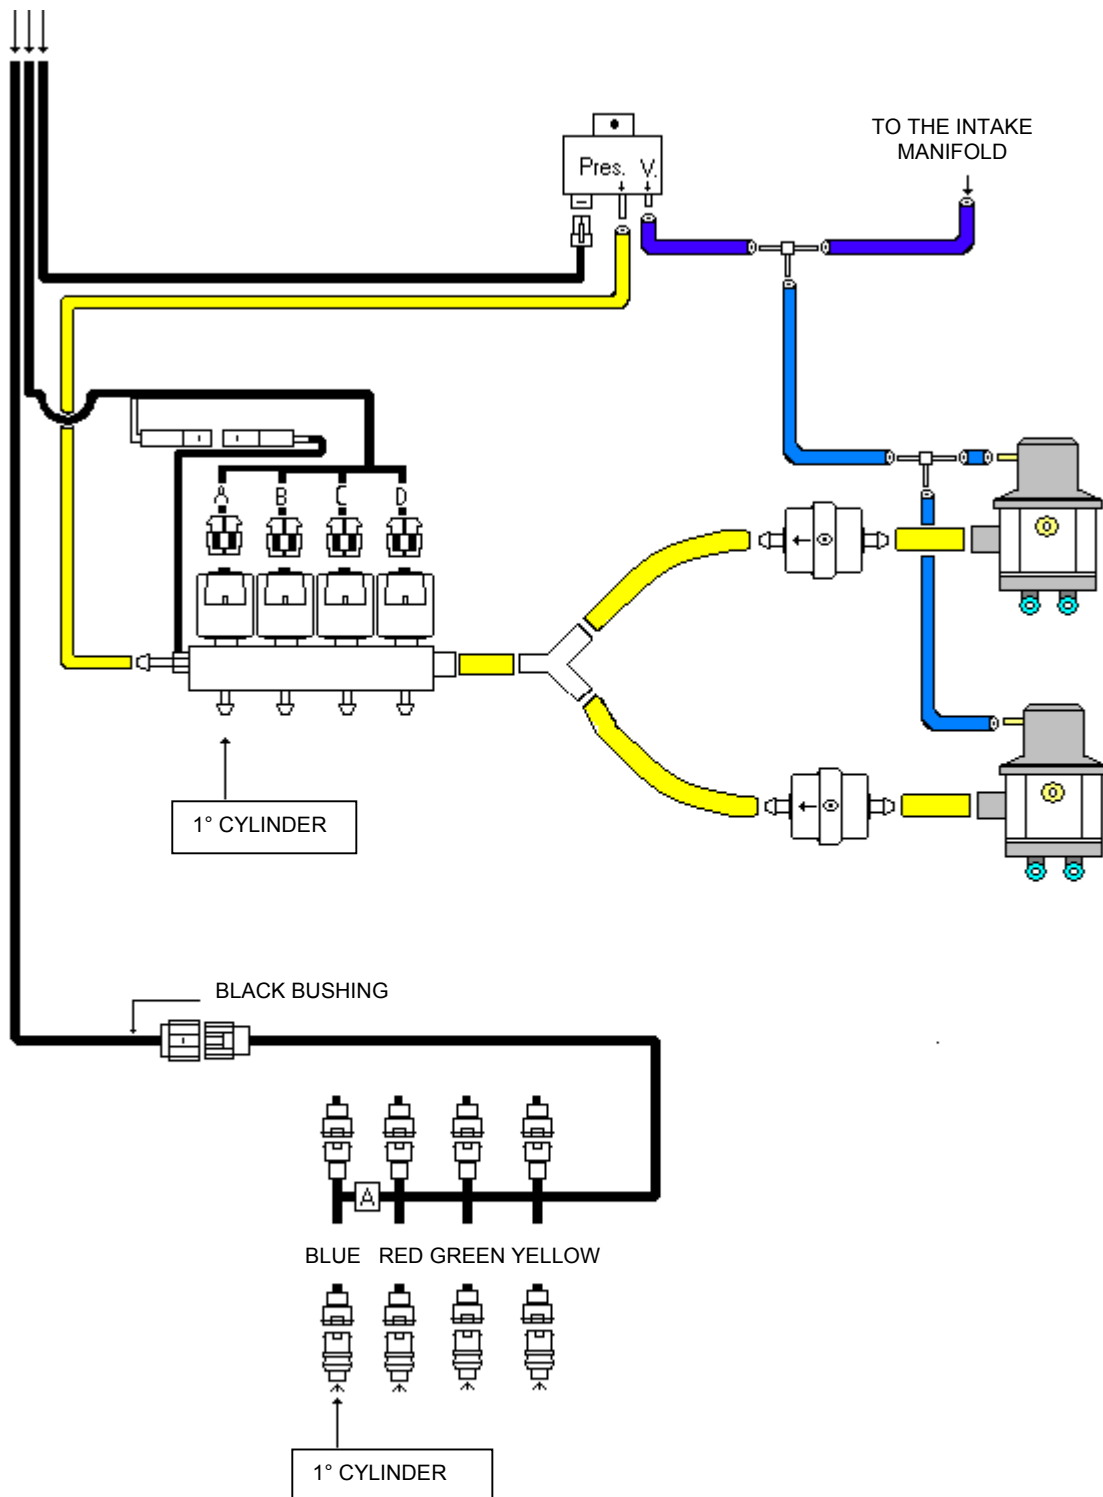 TO THE INTAKE
MANIFOLD
Pres. V.
A B C D
1° CYLINDER
BLACK BUSHING
A
BLUE RED GREEN YELLOW
1° CYLINDER